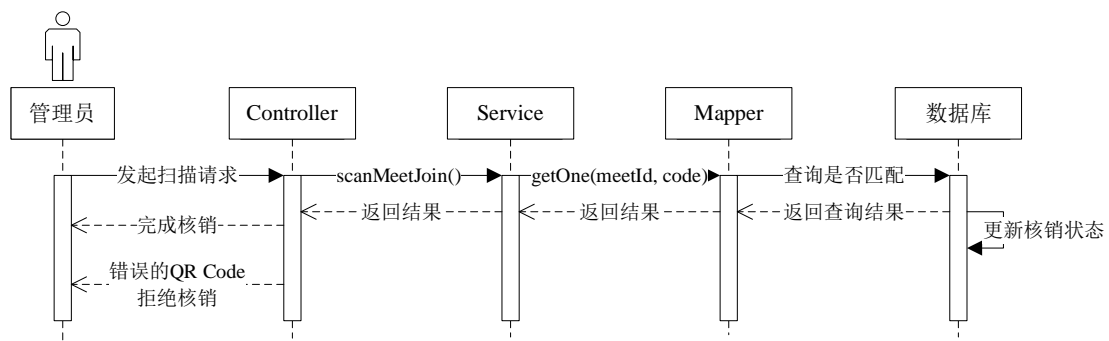 管理员
Controller
Service
Mapper
数据库
发起扫描请求
scanMeetJoin()
getOne(meetId, code)
查询是否匹配
返回结果
返回结果
返回查询结果
完成核销
更新核销状态
错误的QR Code
拒绝核销